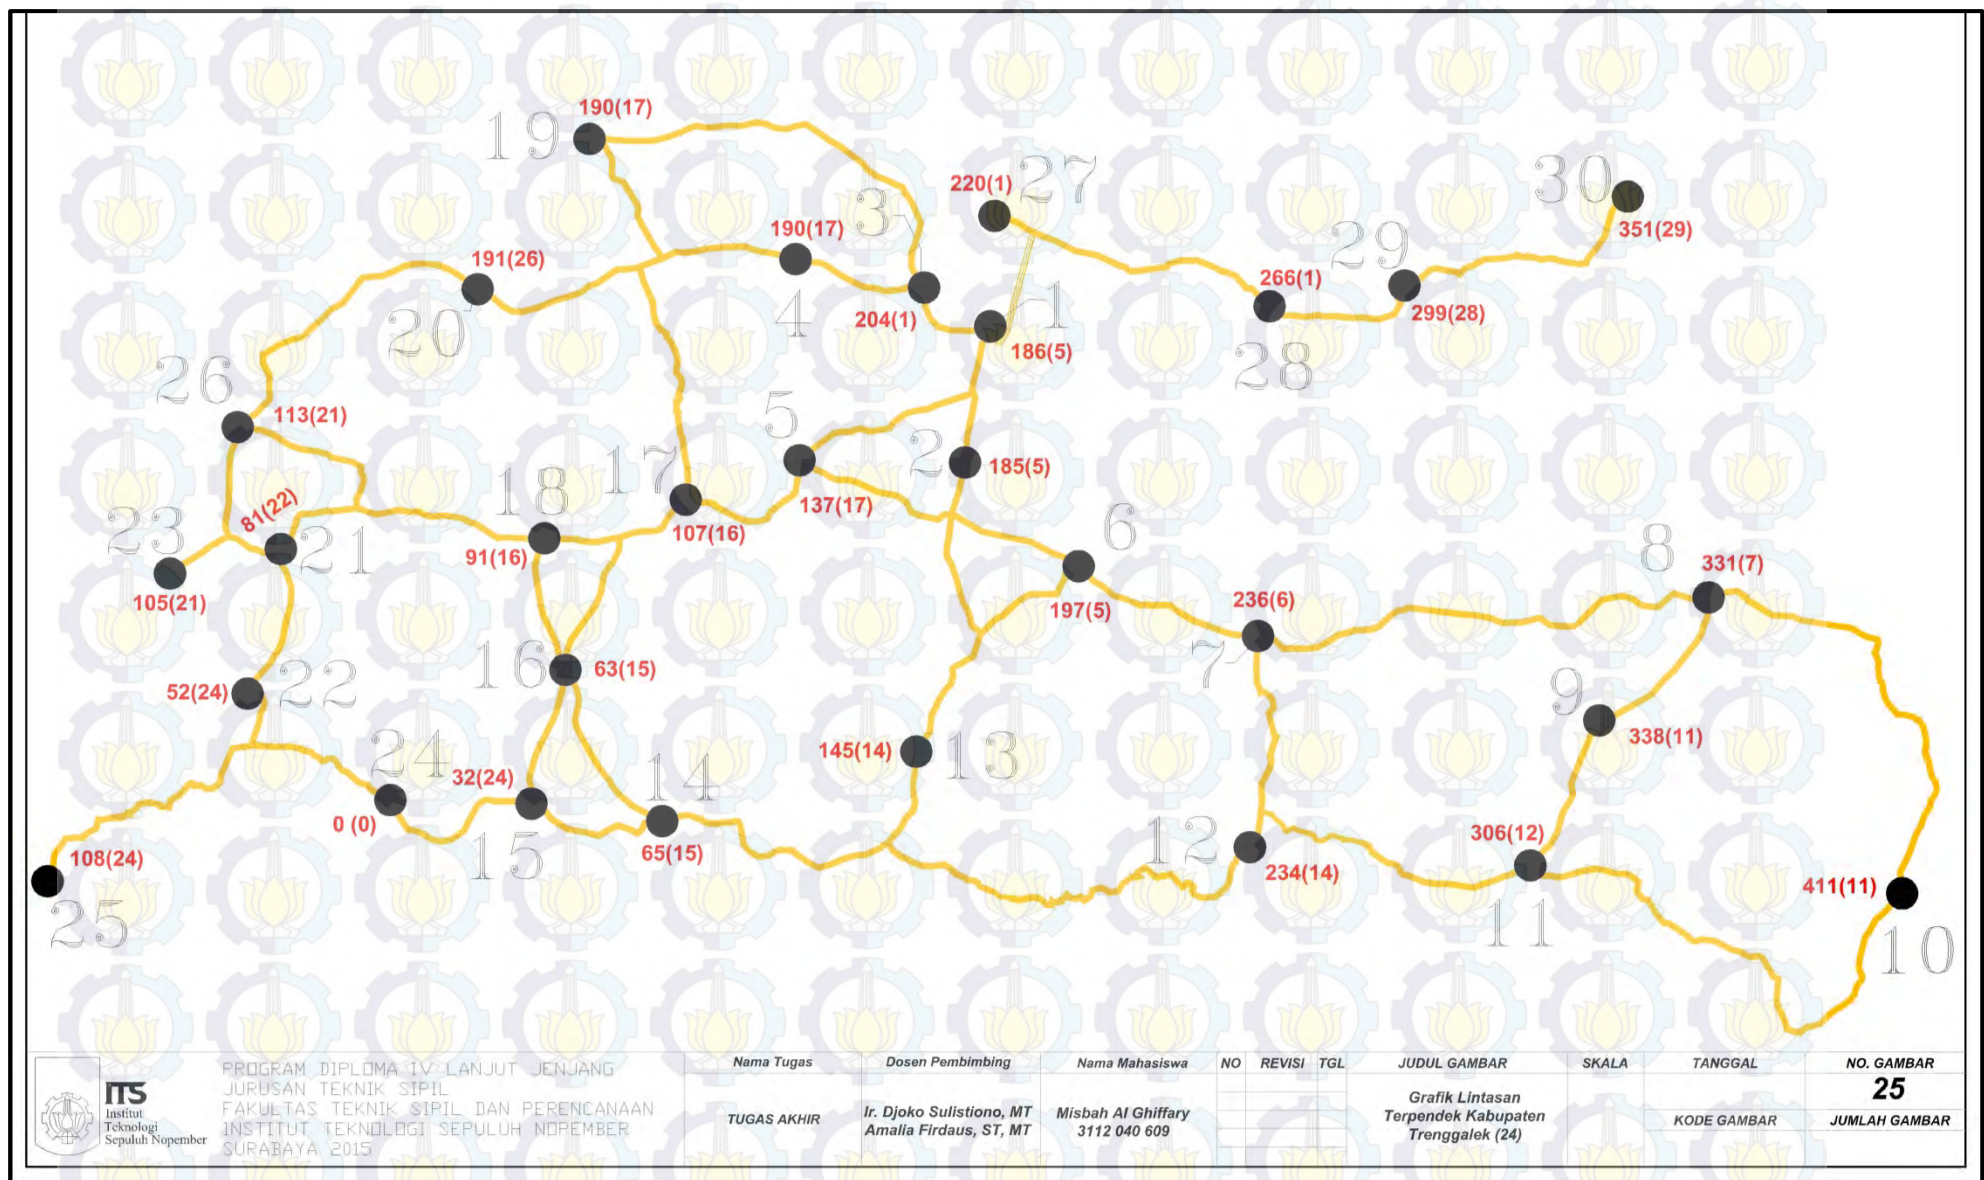 190(17)
19
220(1)
27
30
351(29)
3
190(17)
29
191(26)
266(1)
1
20
4
204(1)
299(28)
186(5)
28
26
113(21)
5
18
17
2
185(5)
81(22)
137(17)
23
21
91(16)
107(16)
6
8
331(7)
105(21)
197(5)
236(6)
16
63(15)
7
52(24)
22
9
338(11)
145(14)
13
24
32(24)
14
0 (0)
15
65(15)
12
306(12)
108(24)
234(14)
411(11)
25
11
10
ITS
Institut
Teknologi
Sepuluh Nopember
PROGRAM DIPLOMA IV LANJUT JENJANG
JURUSAN TEKNIK SIPIL
FAKULTAS TEKNIK SIPIL DAN PERENCANAAN
INSTITUT TEKNOLOGI SEPULUH NOPEMBER
SURABAYA 2015
Nama Tugas
TUGAS AKHIR
Dosen Pembimbing
Ir. Djoko Sulistiono, MT
Amalia Firdaus, ST, MT
Nama Mahasiswa
Misbah Al Ghiffary
3112 040 609
NO REVISI TGL
JUDUL GAMBAR
Grafik Lintasan
Terpendek Kabupaten
Trenggalek (24)
SKALA
TANGGAL
KODE GAMBAR
NO. GAMBAR
25
JUMLAH GAMBAR